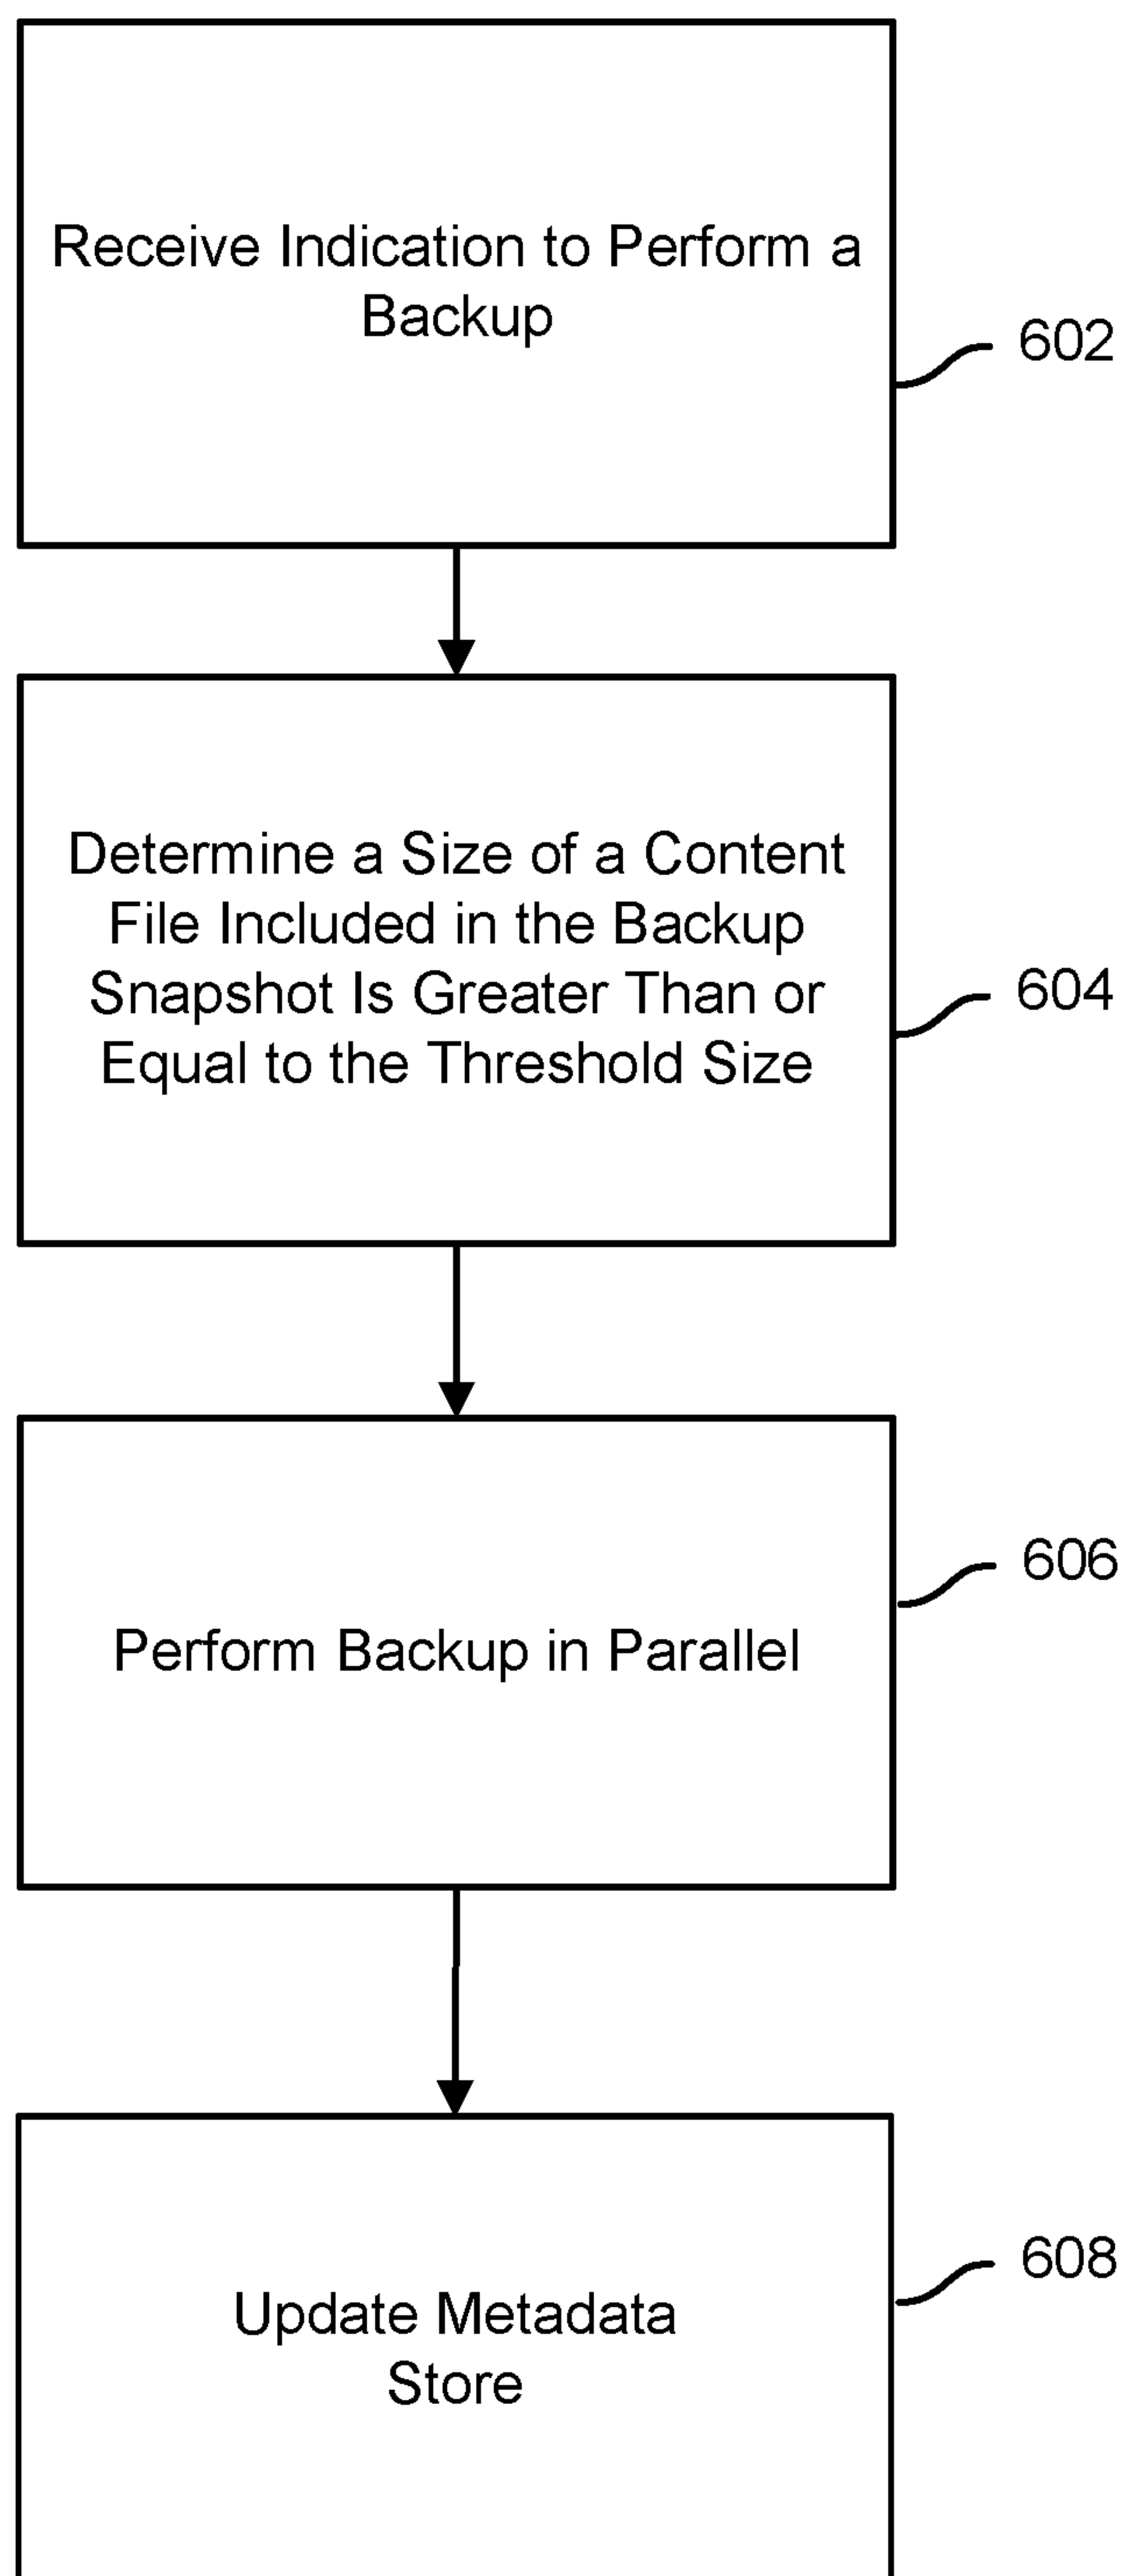 Receive Indication to Perform a
Backup
602
Determine a Size of a Content
File Included in the Backup
Snapshot Is Greater Than or
Equal to the Threshold Size
604
Perform Backup in Parallel
606
Update Metadata
Store
608